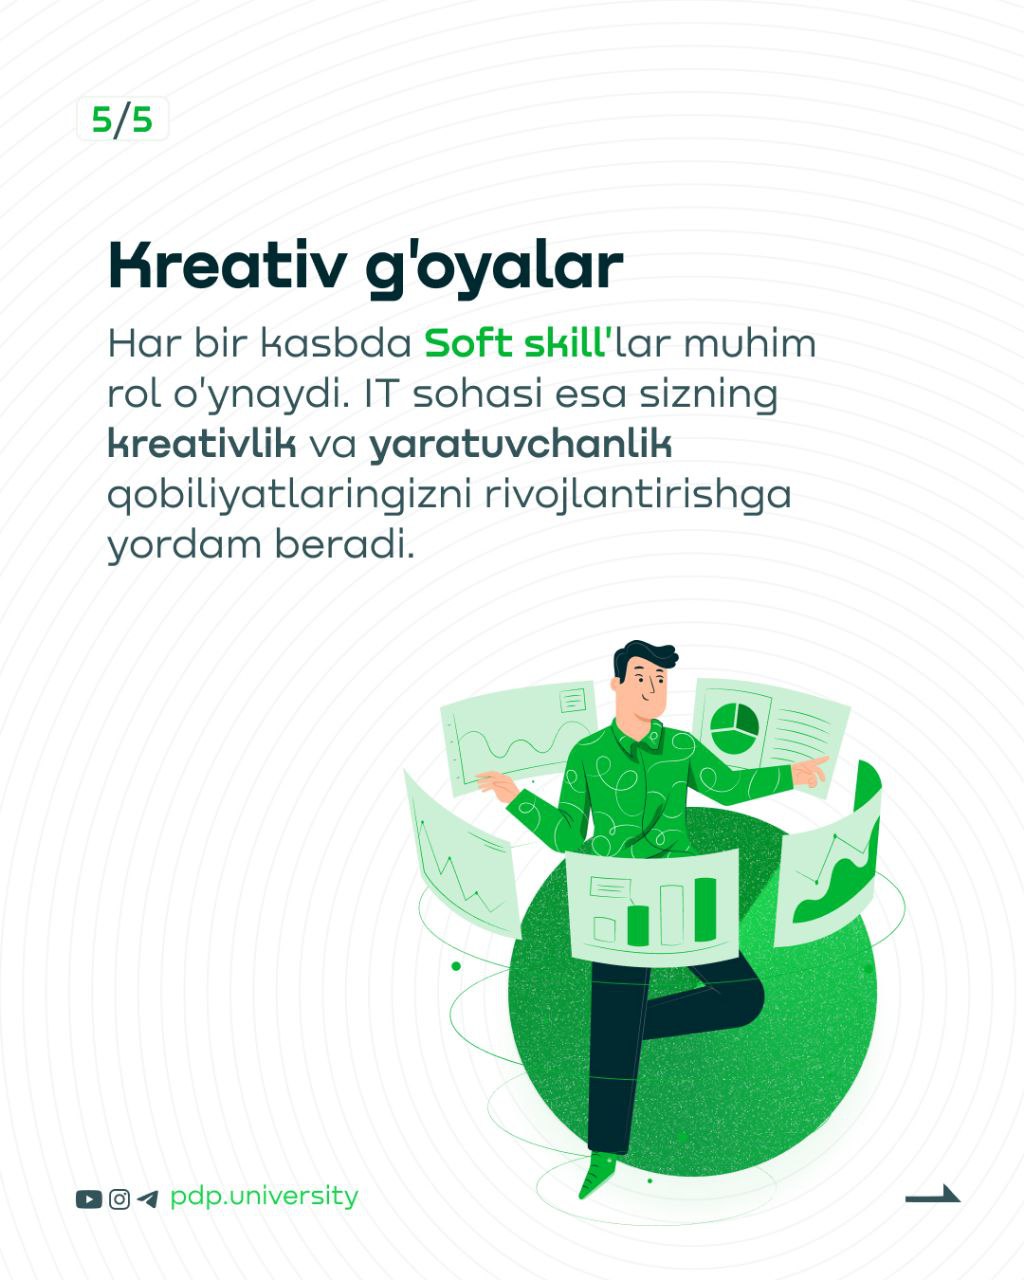 5/5
Kreativ g'oyalar
Har bir kasbda Soft skill'lar muhim
rol o'ynaydi. IT sohasi esa sizning
kreativlik va yaratuvchanlik
qobiliyatlaringizni rivojlantirishga
yordam beradi.
pdp.university